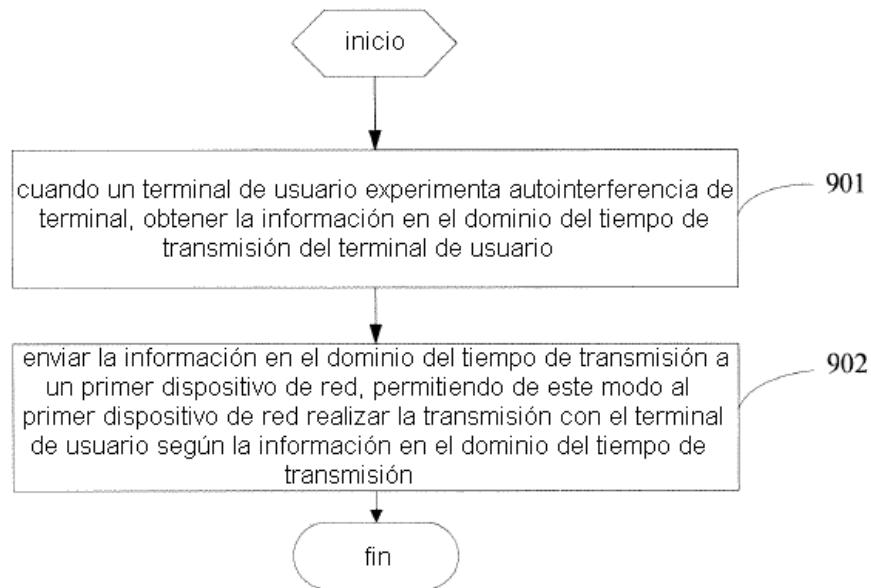 inicio
cuando un terminal de usuario experimenta autointerferencia de
terminal, obtener la información en el dominio del tiempo de
transmisión del terminal de usuario
901
enviar la información en el dominio del tiempo de transmisión a
un primer dispositivo de red, permitiendo de este modo al
primer dispositivo de red realizar la transmisión con el terminal
de usuario según la información en el dominio del tiempo de
transmisión
902
fin